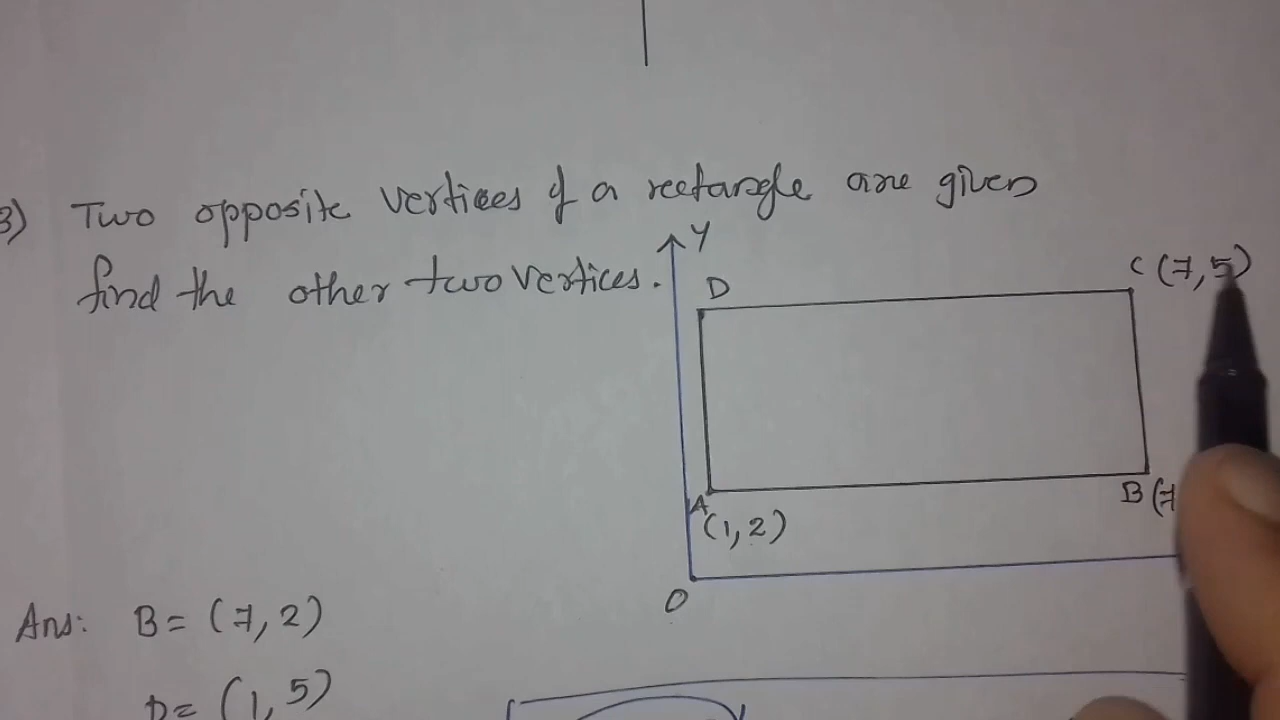 3) Two opposite vertices of a rectangle are given
find the other two vertices.
Y
D
C (7,5)
A
(1,2)
B (7
O
Ans: B = (7,2)
D = (1,5)